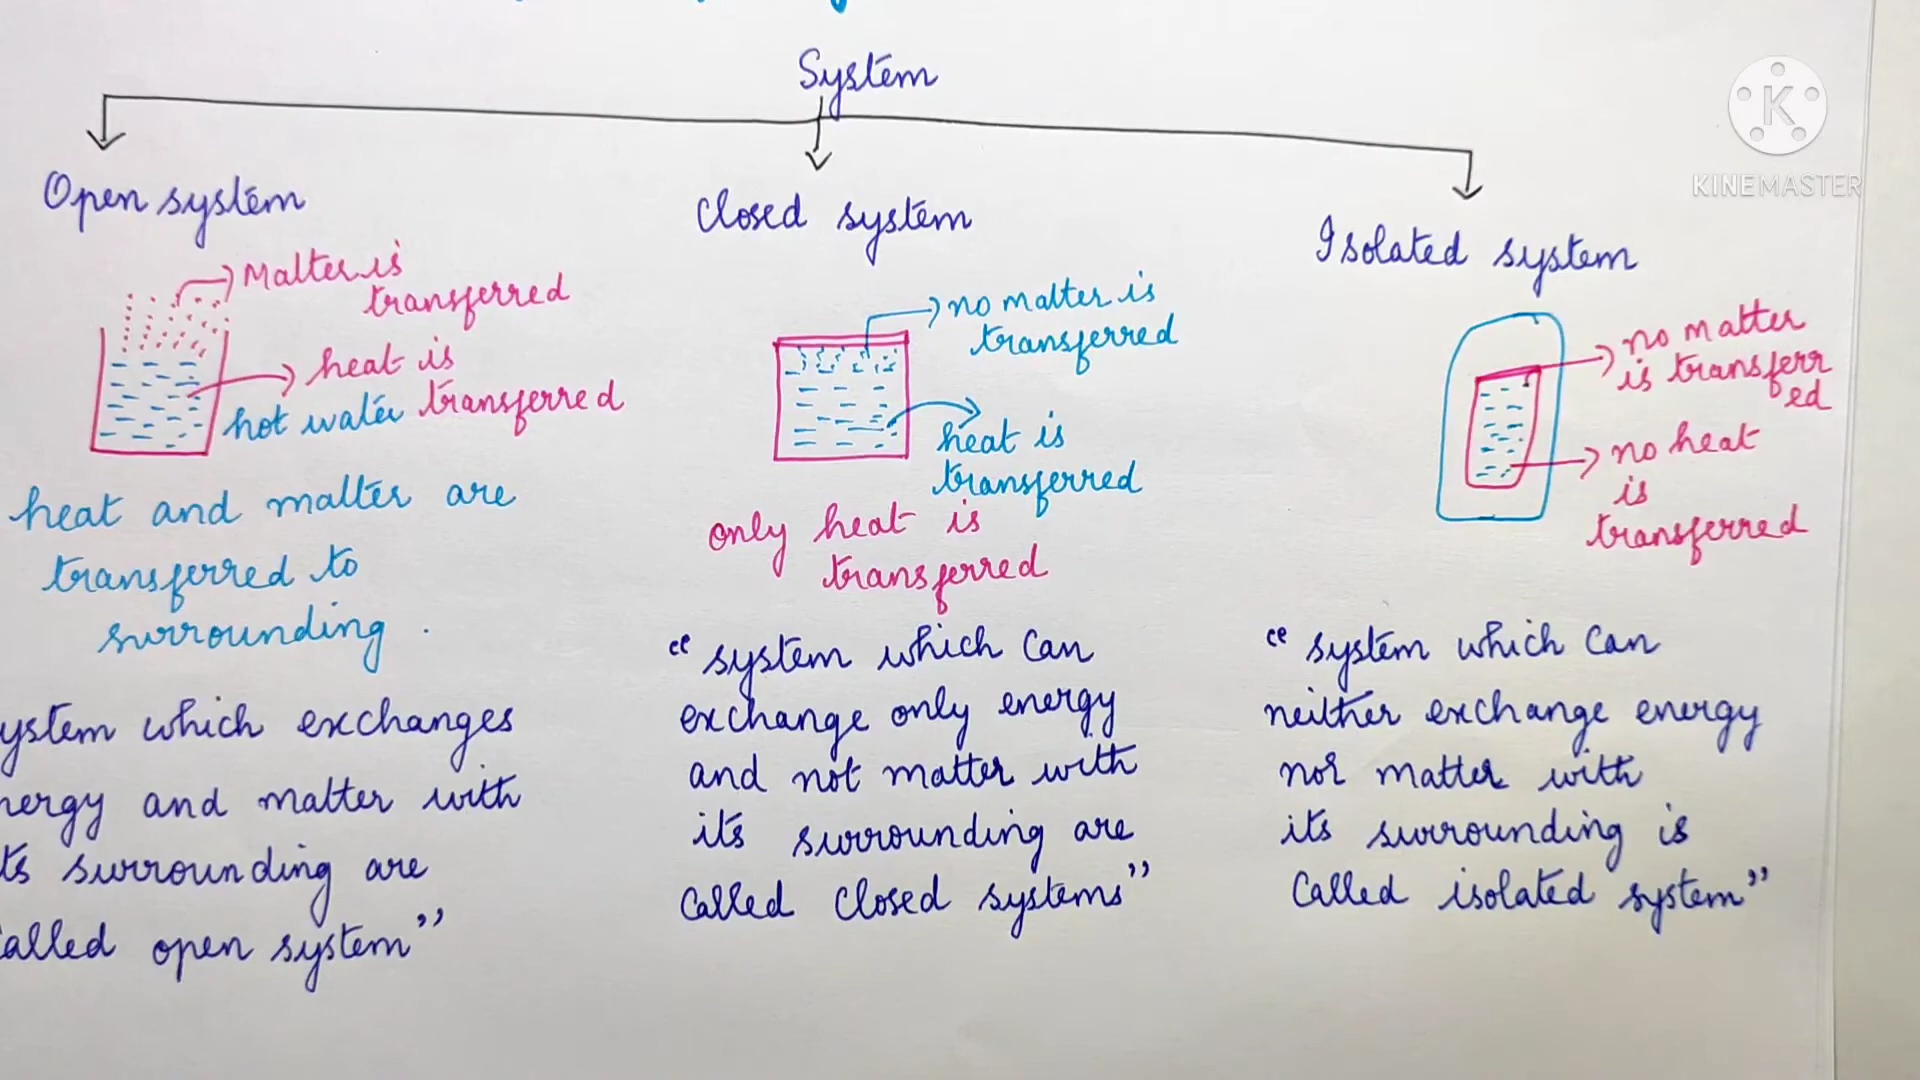 System
Open system
Matter is
transferred
heat is
transferred
hot water
heat and matter are
transferred to
surrounding.
ystem which exchanges
nergy and matter with
ts surrounding are
called open system”
Closed system
no matter is
transferred
heat is
transferred
only heat is
transferred
“system which can
exchange only energy
and not matter with
its surrounding are
called closed systems”
Isolated system
no matter
is transferr
ed
no heat
is
transferred
“system which can
neither exchange energy
nor matter with
its surrounding is
called isolated system”
K
KINEMASTER